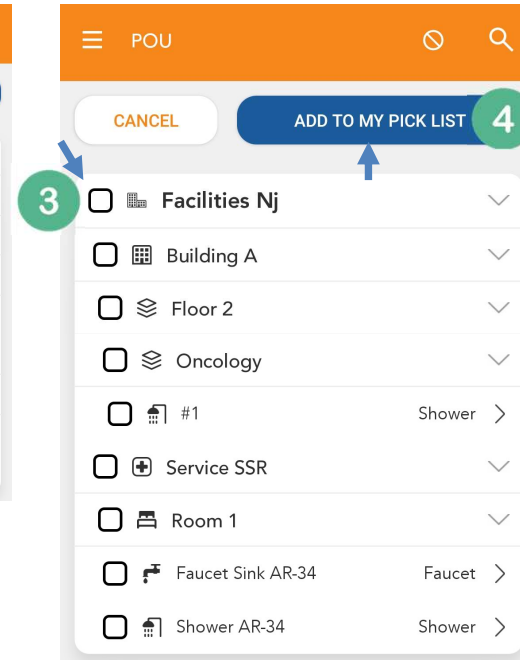 POU
CANCEL
ADD TO MY PICK LIST
4
3
Facilities Nj
Building A
Floor 2
Oncology
#1 Shower
Service SSR
Room 1
Faucet Sink AR-34 Faucet
Shower AR-34 Shower